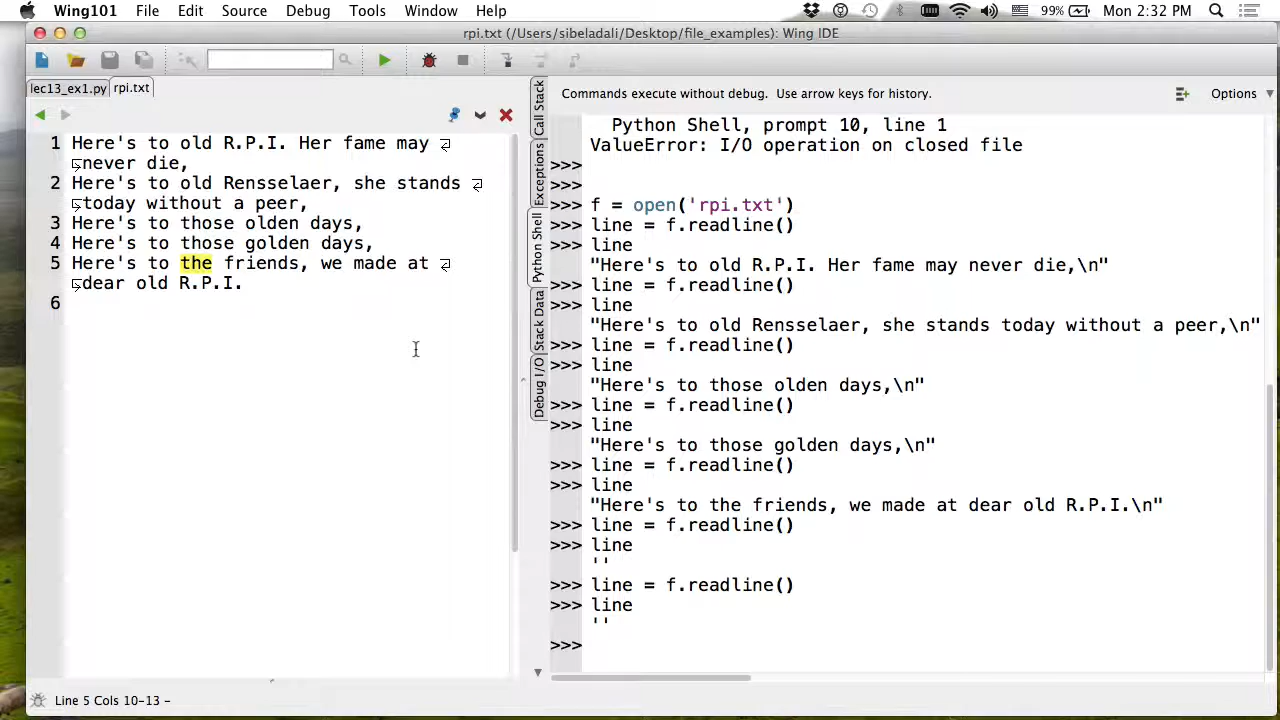 Wing101 File Edit Source Debug Tools Window Help 99% Mon 2:32 PM
rpi.txt (/Users/sibeladali/Desktop/file_examples): Wing IDE
lec13_ex1.py rpi.txt
1 Here's to old R.P.I. Her fame may
never die,
2 Here's to old Rensselaer, she stands
today without a peer,
3 Here's to those olden days,
4 Here's to those golden days,
5 Here's to the friends, we made at
dear old R.P.I.
6
Line 5 Cols 10-13 –
Call Stack
Exceptions
Python Shell
Stack Data
Debug I/O
Commands execute without debug. Use arrow keys for history. Options
Python Shell, prompt 10, line 1
ValueError: I/O operation on closed file
>>>
>>>
>>> f = open('rpi.txt')
>>> line = f.readline()
>>> line
"Here's to old R.P.I. Her fame may never die,\n"
>>> line = f.readline()
>>> line
"Here's to old Rensselaer, she stands today without a peer,\n"
>>> line = f.readline()
>>> line
"Here's to those olden days,\n"
>>> line = f.readline()
>>> line
"Here's to those golden days,\n"
>>> line = f.readline()
>>> line
"Here's to the friends, we made at dear old R.P.I.\n"
>>> line = f.readline()
>>> line
''
>>> line = f.readline()
>>> line
''
>>>